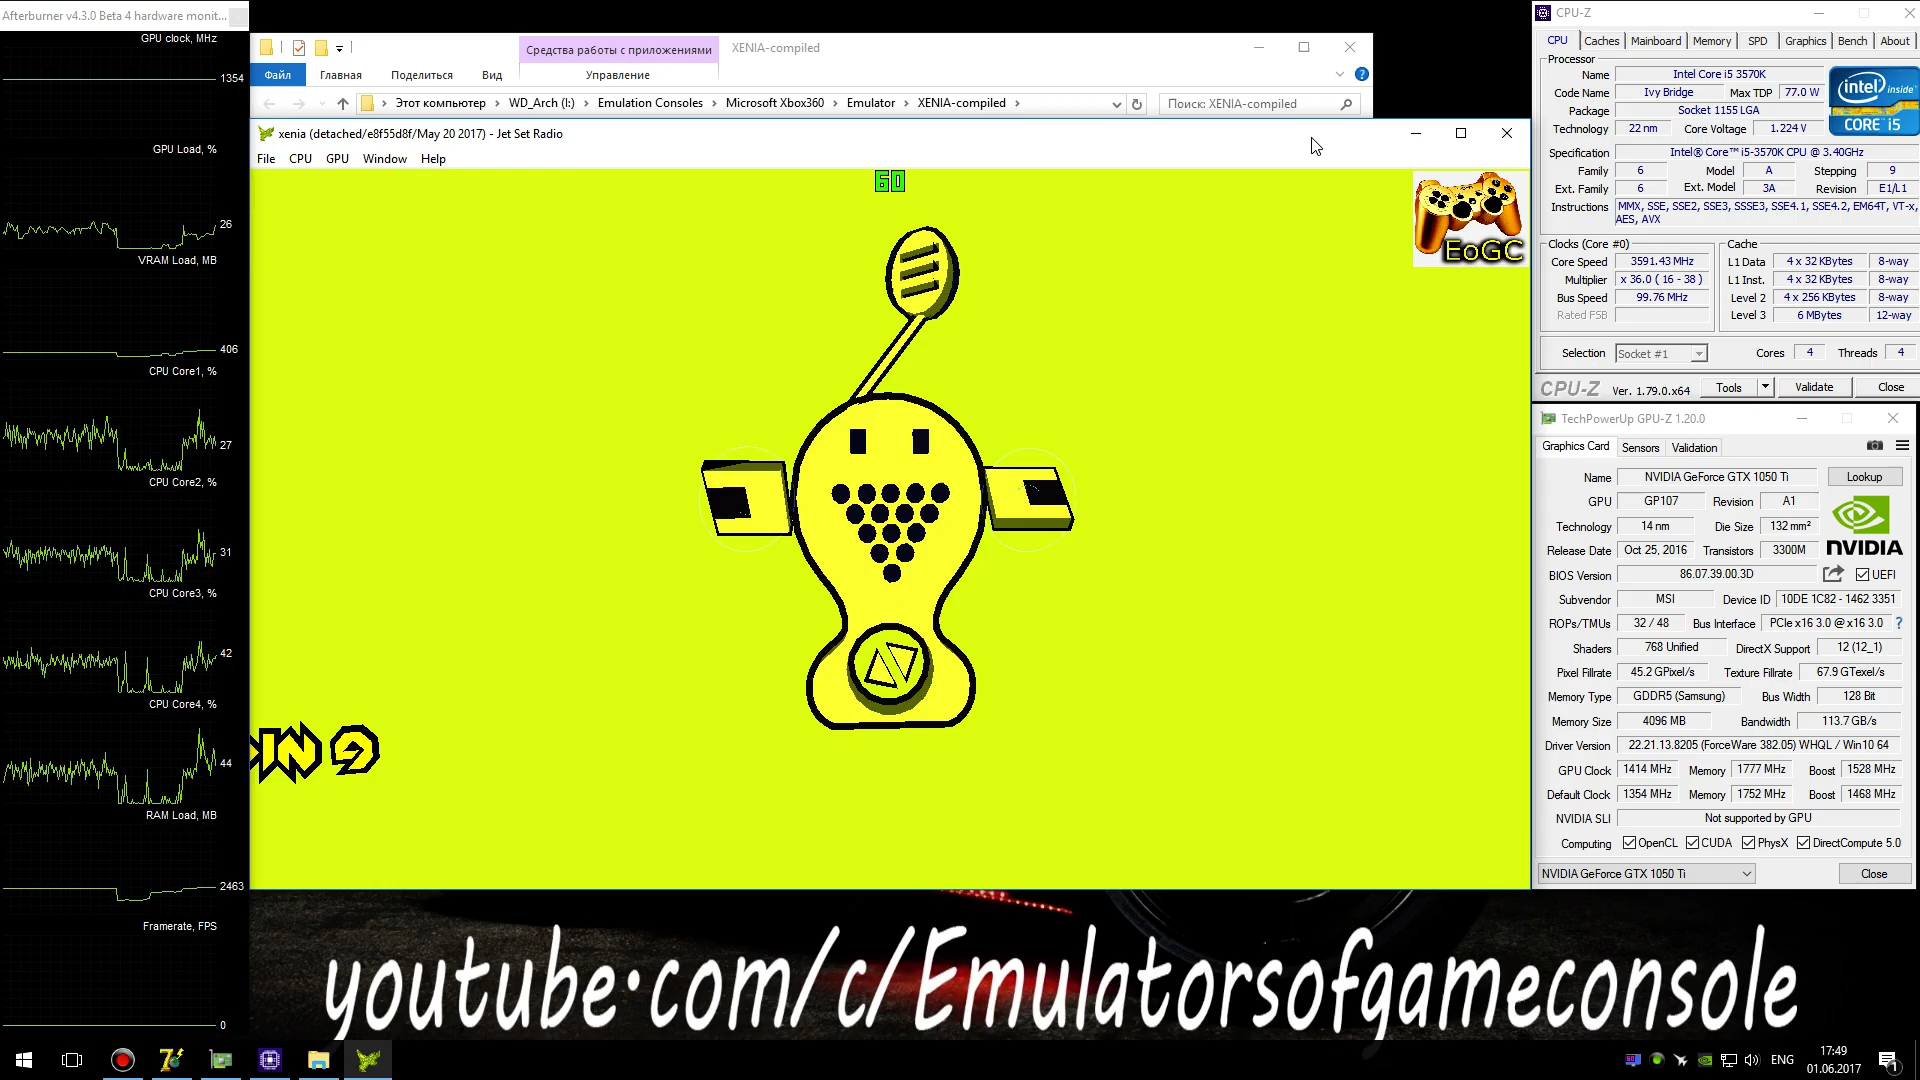 Afterburner v4.3.0 Beta 4 hardware monit...
GPU clock, MHz
1354
GPU Load, %
26
VRAM Load, MB
406
CPU Core1, %
27
CPU Core2, %
31
CPU Core3, %
42
CPU Core4, %
44
RAM Load, MB
2463
Framerate, FPS
0
Средства работы с приложениями
XENIA-compiled
Файл
Главная
Поделиться
Вид
Управление
Этот компьютер
WD_Arch (I:)
Emulation Consoles
Microsoft Xbox360
Emulator
XENIA-compiled
Поиск: XENIA-compiled
xenia (detached/e8f55d8f/May 20 2017) - Jet Set Radio
File CPU GPU Window Help
60
EoGC
CPU-Z
CPU Caches Mainboard Memory SPD Graphics Bench About
Processor
Name Intel Core i5 3570K
Code Name Ivy Bridge Max TDP 77.0 W
Package Socket 1155 LGA
Technology 22 nm Core Voltage 1.224 V
intel inside™
CORE i5
Specification Intel® Core™ i5-3570K CPU @ 3.40GHz
Family 6 Model A Stepping 9
Ext. Family 6 Ext. Model 3A Revision E1/L1
Instructions MMX, SSE, SSE2, SSE3, SSSE3, SSE4.1, SSE4.2, EM64T, VT-x,
AES, AVX
Clocks (Core #0)
Core Speed 3591.43 MHz
Multiplier x 36.0 ( 16 - 38 )
Bus Speed 99.76 MHz
Rated FSB
Cache
L1 Data 4 x 32 KBytes 8-way
L1 Inst. 4 x 32 KBytes 8-way
Level 2 4 x 256 KBytes 8-way
Level 3 6 MBytes 12-way
Selection Socket #1 Cores 4 Threads 4
CPU-Z Ver. 1.79.0.x64 Tools Validate Close
TechPowerUp GPU-Z 1.20.0
Graphics Card Sensors Validation
Name NVIDIA GeForce GTX 1050 Ti Lookup
GPU GP107 Revision A1
Technology 14 nm Die Size 132 mm²
Release Date Oct 25, 2016 Transistors 3300M
NVIDIA
BIOS Version 86.07.39.00.3D UEFI
Subvendor MSI Device ID 10DE 1C82 - 1462 3351
ROPs/TMUs 32 / 48 Bus Interface PCIe x16 3.0 @ x16 3.0 ?
Shaders 768 Unified DirectX Support 12 (12_1)
Pixel Fillrate 45.2 GPixel/s Texture Fillrate 67.9 GTexel/s
Memory Type GDDR5 (Samsung) Bus Width 128 Bit
Memory Size 4096 MB Bandwidth 113.7 GB/s
Driver Version 22.21.13.8205 (ForceWare 382.05) WHQL / Win10 64
GPU Clock 1414 MHz Memory 1777 MHz Boost 1528 MHz
Default Clock 1354 MHz Memory 1752 MHz Boost 1468 MHz
NVIDIA SLI Not supported by GPU
Computing OpenCL CUDA PhysX DirectCompute 5.0
NVIDIA GeForce GTX 1050 Ti Close
youtube.com/c/Emulatorsofgameconsole
ENG
17:49
01.06.2017
1